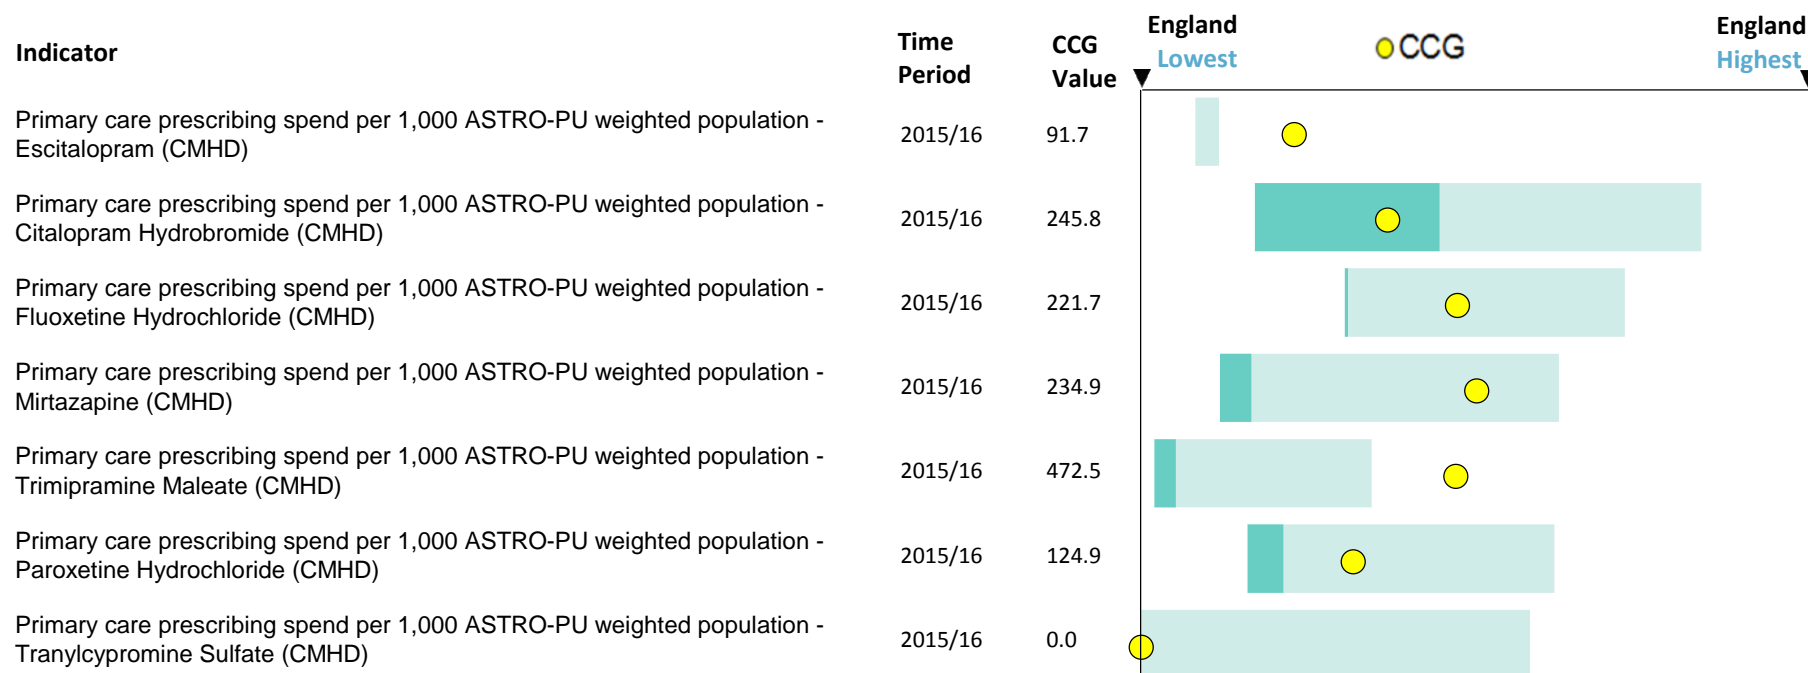 Indicator
Time
Period
CCG
Value
England
Lowest
CCG
England
Highest
Primary care prescribing spend per 1,000 ASTRO-PU weighted population -
Escitalopram (CMHD)
2015/16
91.7
Primary care prescribing spend per 1,000 ASTRO-PU weighted population -
Citalopram Hydrobromide (CMHD)
2015/16
245.8
Primary care prescribing spend per 1,000 ASTRO-PU weighted population -
Fluoxetine Hydrochloride (CMHD)
2015/16
221.7
Primary care prescribing spend per 1,000 ASTRO-PU weighted population -
Mirtazapine (CMHD)
2015/16
234.9
Primary care prescribing spend per 1,000 ASTRO-PU weighted population -
Trimipramine Maleate (CMHD)
2015/16
472.5
Primary care prescribing spend per 1,000 ASTRO-PU weighted population -
Paroxetine Hydrochloride (CMHD)
2015/16
124.9
Primary care prescribing spend per 1,000 ASTRO-PU weighted population -
Tranylcypromine Sulfate (CMHD)
2015/16
0.0